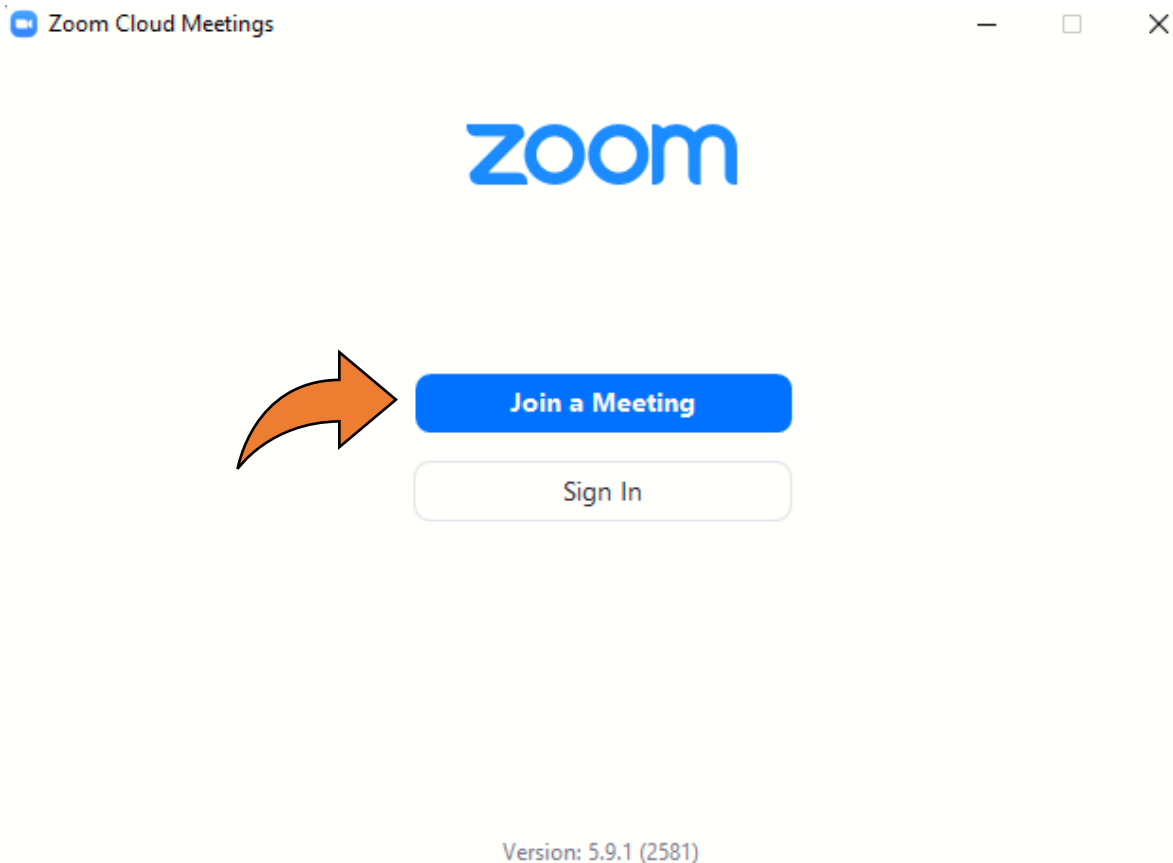 Zoom Cloud Meetings
zoom
Join a Meeting
Sign In
Version: 5.9.1 (2581)